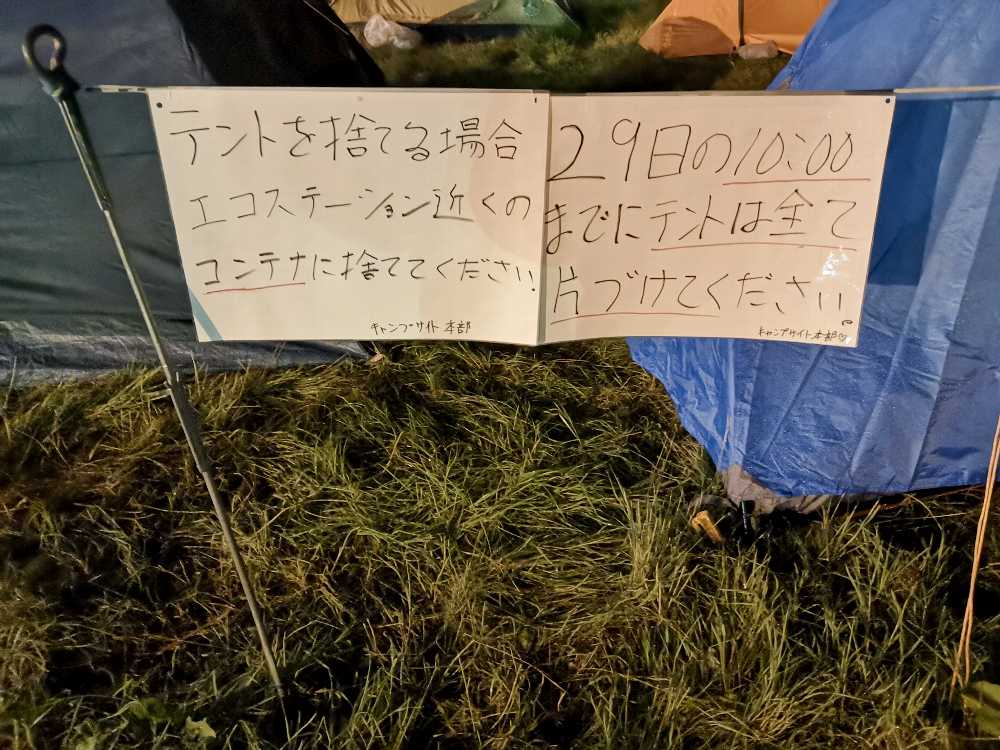 テントを捨てる場合
エコステーション近くの
コンテナに捨ててください!
キャンプサイト本部
29日の10:00
までにテントは全て
片づけてください。
キャンプサイト本部